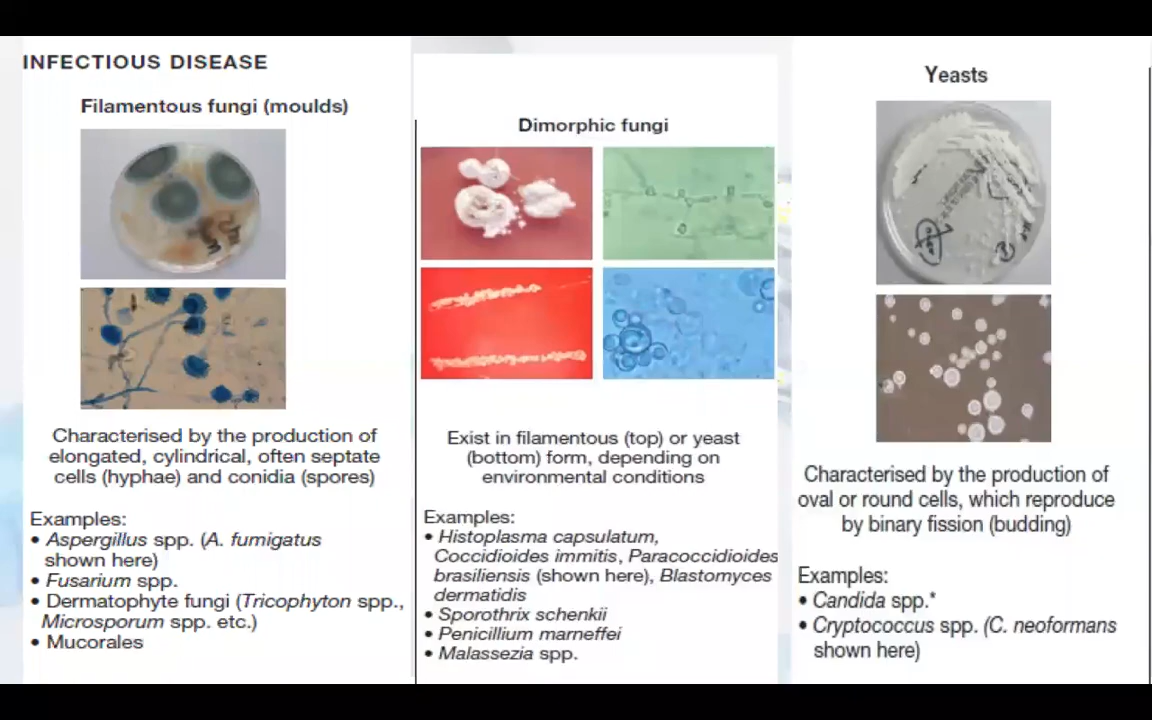 INFECTIOUS DISEASE
Filamentous fungi (moulds)
Characterised by the production of
elongated, cylindrical, often septate
cells (hyphae) and conidia (spores)
Examples:
• Aspergillus spp. (A. fumigatus
shown here)
• Fusarium spp.
• Dermatophyte fungi (Tricophyton spp.,
Microsporum spp. etc.)
• Mucorales
Dimorphic fungi
Exist in filamentous (top) or yeast
(bottom) form, depending on
environmental conditions
Examples:
• Histoplasma capsulatum,
Coccidioides immitis, Paracoccidioides
brasiliensis (shown here), Blastomyces
dermatidis
• Sporothrix schenkii
• Penicillium marneffei
• Malassezia spp.
Yeasts
Characterised by the production of
oval or round cells, which reproduce
by binary fission (budding)
Examples:
• Candida spp.*
• Cryptococcus spp. (C. neoformans
shown here)